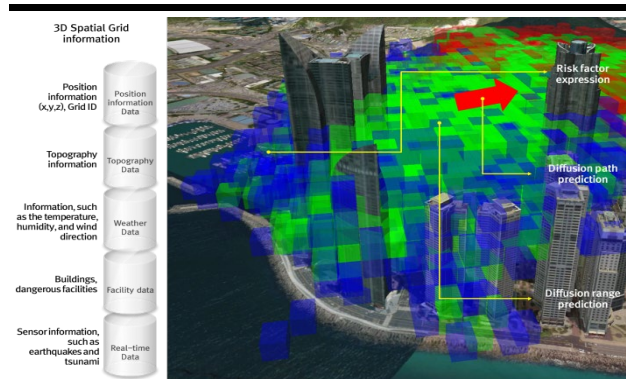 3D Spatial Grid
information
Position
information
(x,y,z), Grid ID
Position
information
Data
Topography
information
Topography
Data
Information, such
as the temperature,
humidity, and wind
direction
Weather
Data
Buildings,
dangerous facilities
Facility data
Sensor information,
such as
earthquakes and
tsunami
Real-time
Data
Risk factor
expression
Diffusion path
prediction
Diffusion range
prediction